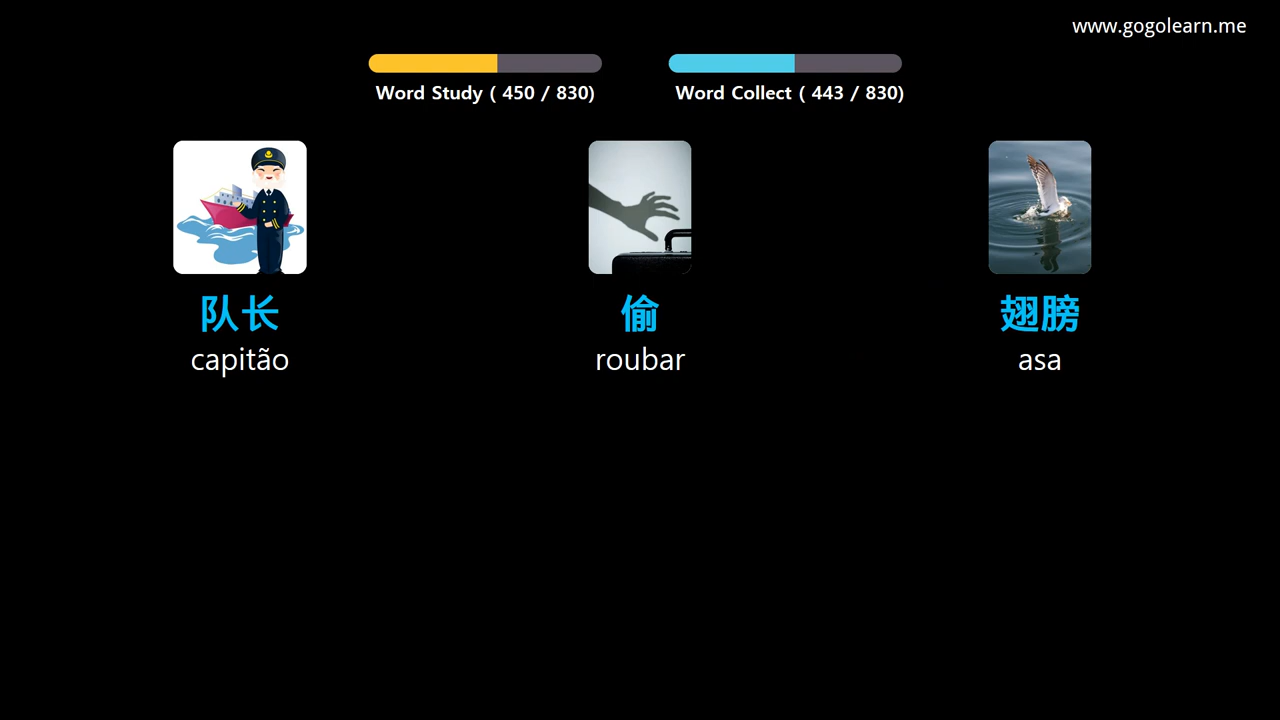 www.gogolearn.me
Word Study ( 450 / 830)
Word Collect ( 443 / 830)
队长
偷
翅膀
capitão
roubar
asa